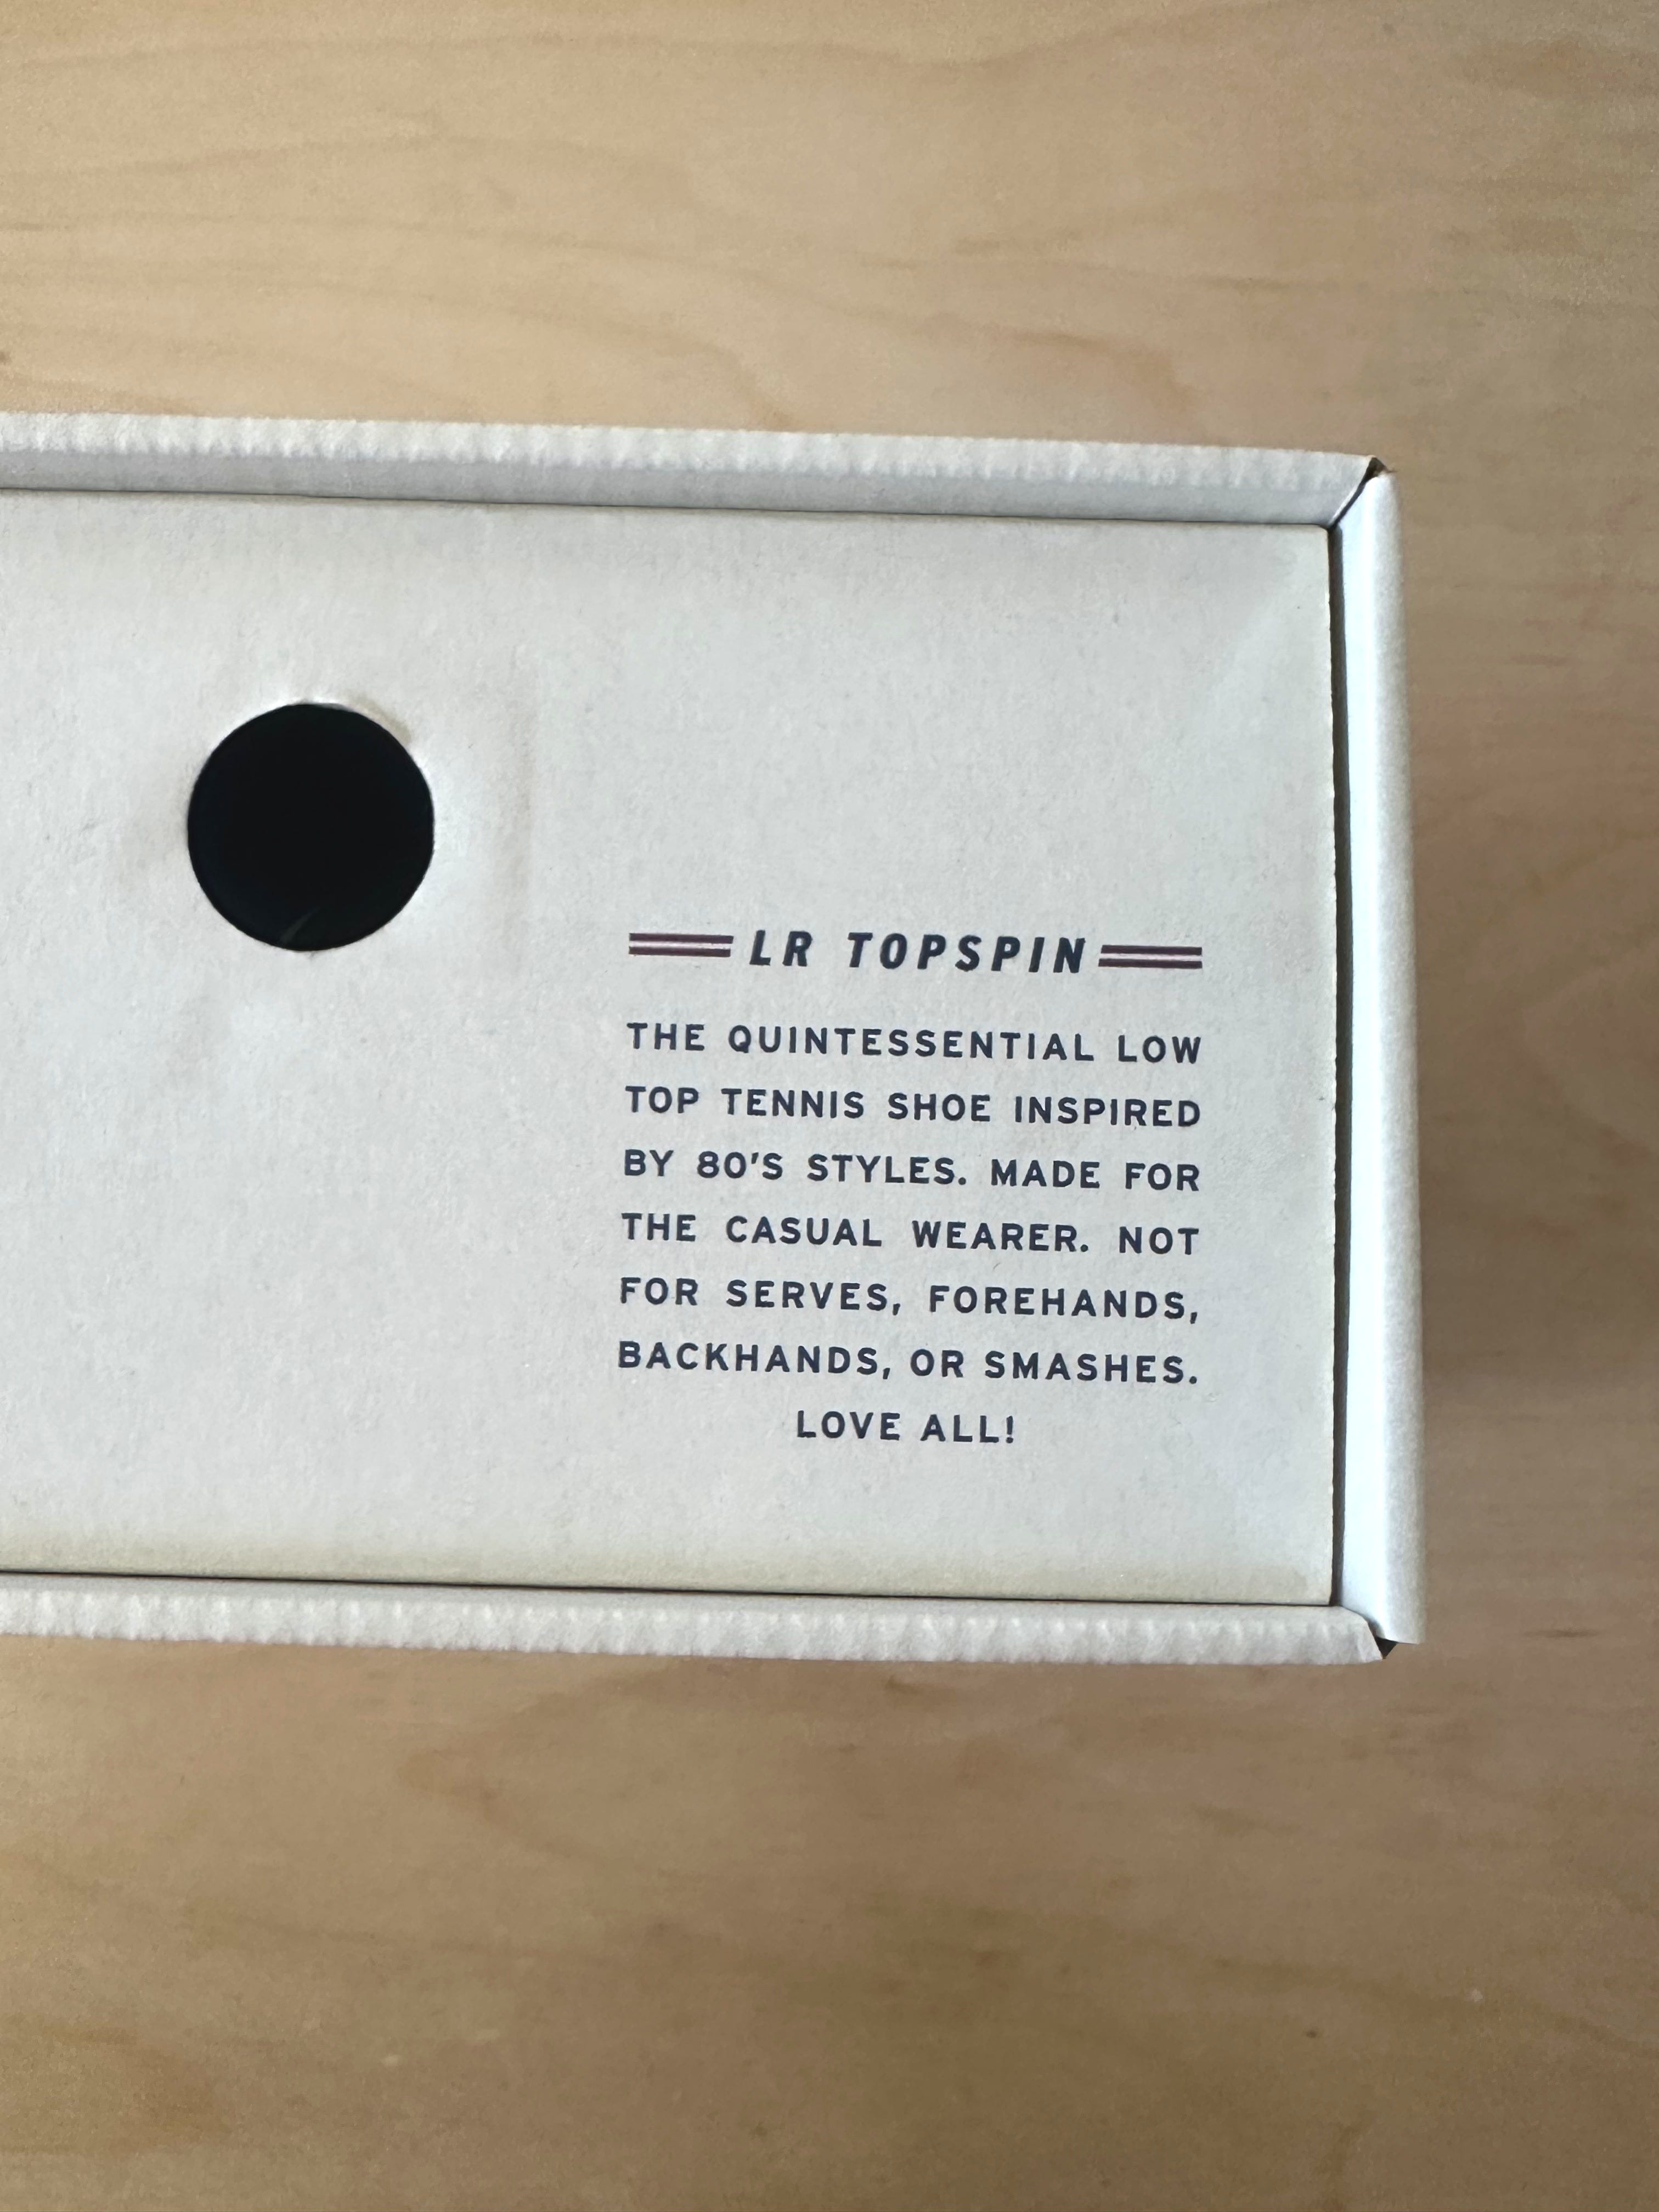 LR TOPSPIN
THE QUINTESSENTIAL LOW
TOP TENNIS SHOE INSPIRED
BY 80'S STYLES. MADE FOR
THE CASUAL WEARER. NOT
FOR SERVES, FOREHANDS,
BACKHANDS, OR SMASHES.
LOVE ALL!